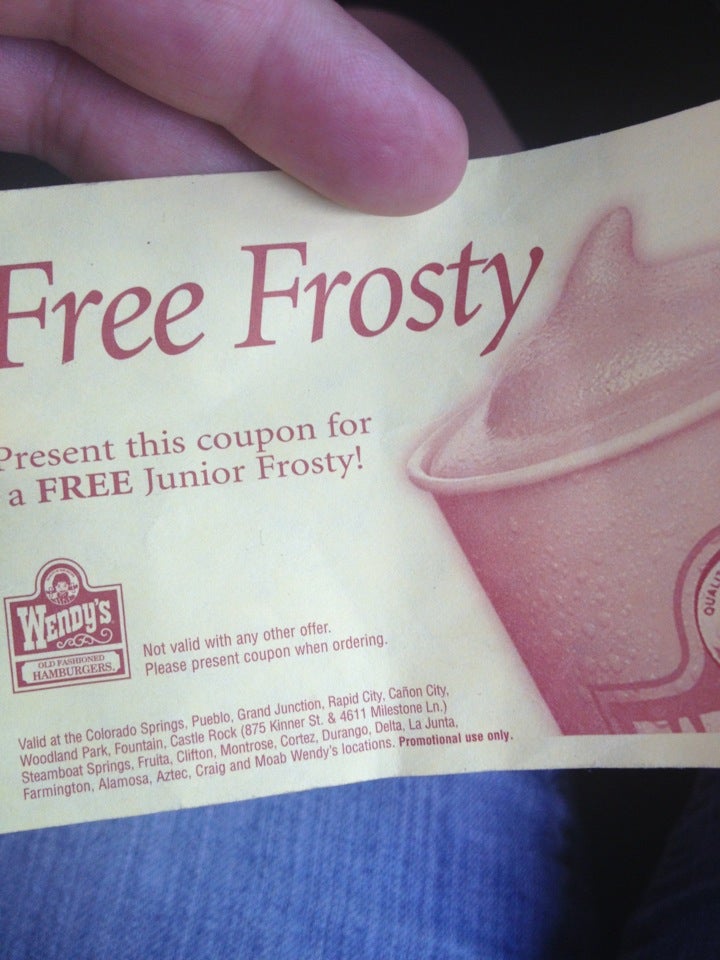 Free Frosty
Present this coupon for
a FREE Junior Frosty!
WENDY'S
OLD FASHIONED
HAMBURGERS.
Not valid with any other offer.
Please present coupon when ordering.
Valid at the Colorado Springs, Pueblo, Grand Junction, Rapid City, Cañon City,
Woodland Park, Fountain, Castle Rock (875 Kinner St. & 4611 Milestone Ln.)
Steamboat Springs, Fruita, Clifton, Montrose, Cortez, Durango, Delta, La Junta,
Farmington, Alamosa, Aztec, Craig and Moab Wendy's locations. Promotional use only.